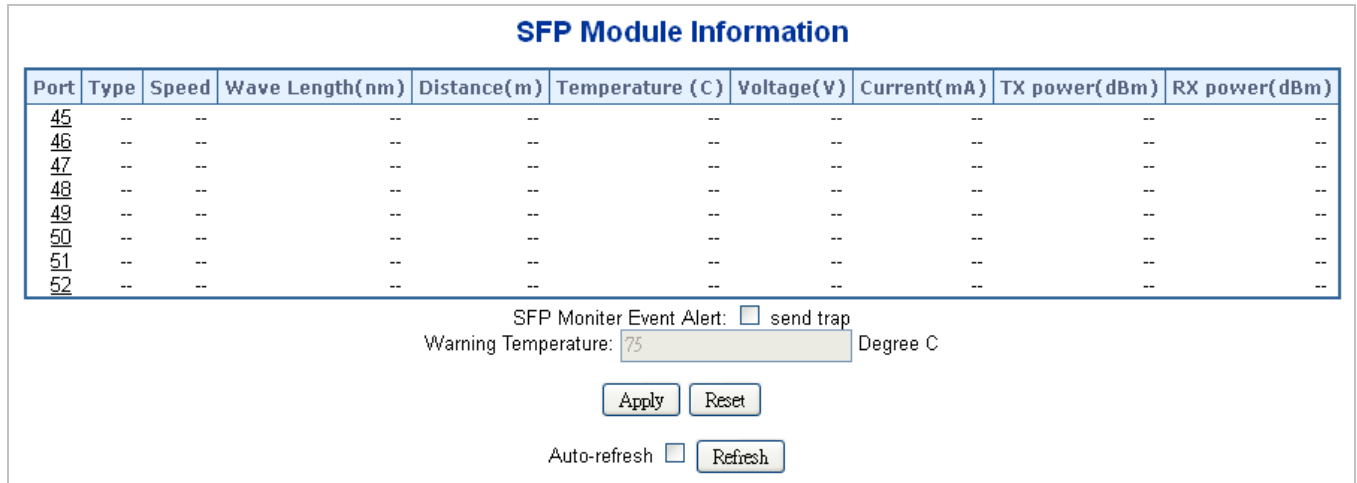 SFP Module Information
Port Type Speed Wave Length(nm) Distance(m) Temperature (C) Voltage(V) Current(mA) TX power(dBm) RX power(dBm)
45 -- -- -- -- -- -- -- -- --
46 -- -- -- -- -- -- -- -- --
47 -- -- -- -- -- -- -- -- --
48 -- -- -- -- -- -- -- -- --
49 -- -- -- -- -- -- -- -- --
50 -- -- -- -- -- -- -- -- --
51 -- -- -- -- -- -- -- -- --
52 -- -- -- -- -- -- -- -- --
SFP Moniter Event Alert: send trap
Warning Temperature: 75 Degree C
Apply Reset
Auto-refresh Refresh